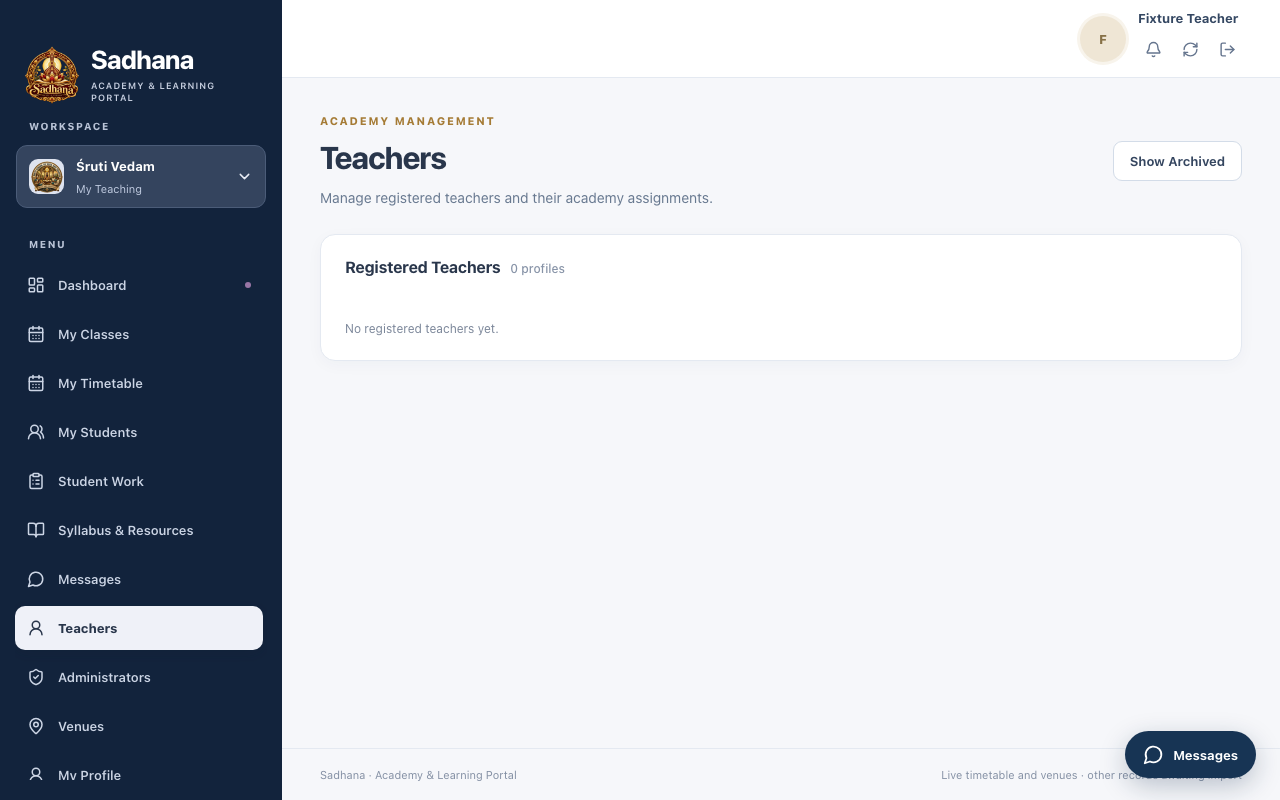 Sadhana
ACADEMY & LEARNING
PORTAL
Sadhana
WORKSPACE
Śruti Vedam
My Teaching
MENU
Dashboard
My Classes
My Timetable
My Students
Student Work
Syllabus & Resources
Messages
Teachers
Administrators
Venues
My Profile
F
Fixture Teacher
ACADEMY MANAGEMENT
Teachers
Manage registered teachers and their academy assignments.
Show Archived
Registered Teachers 0 profiles
No registered teachers yet.
Sadhana · Academy & Learning Portal
Live timetable and venues · other records awaiting import
Messages